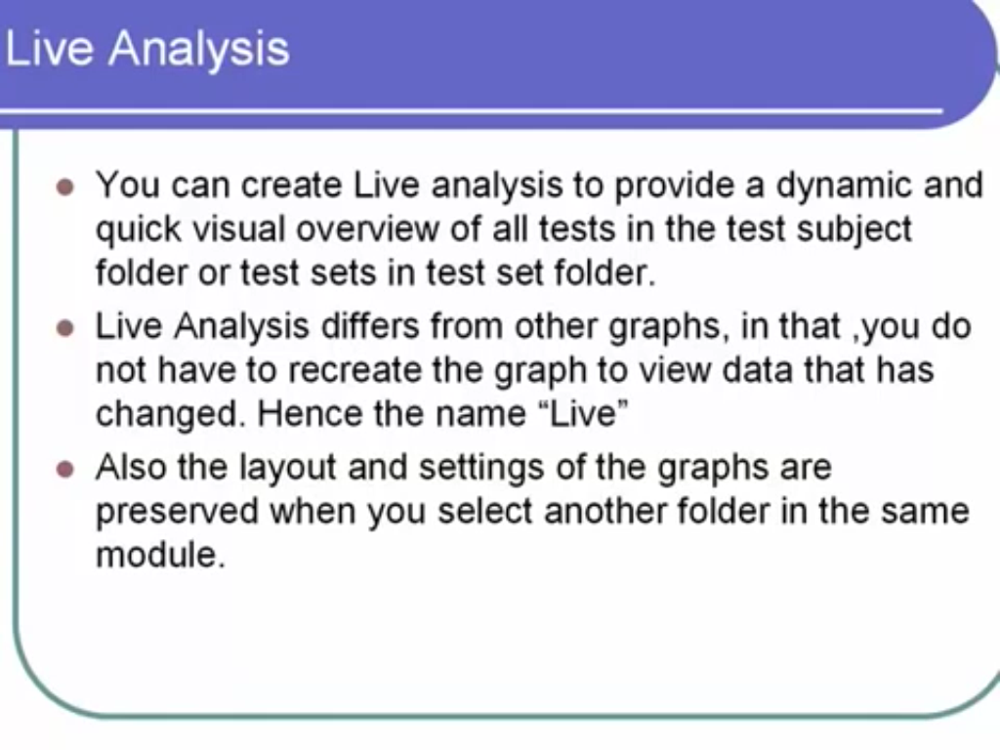 Live Analysis
You can create Live analysis to provide a dynamic and
quick visual overview of all tests in the test subject
folder or test sets in test set folder.
Live Analysis differs from other graphs, in that ,you do
not have to recreate the graph to view data that has
changed. Hence the name “Live”
Also the layout and settings of the graphs are
preserved when you select another folder in the same
module.